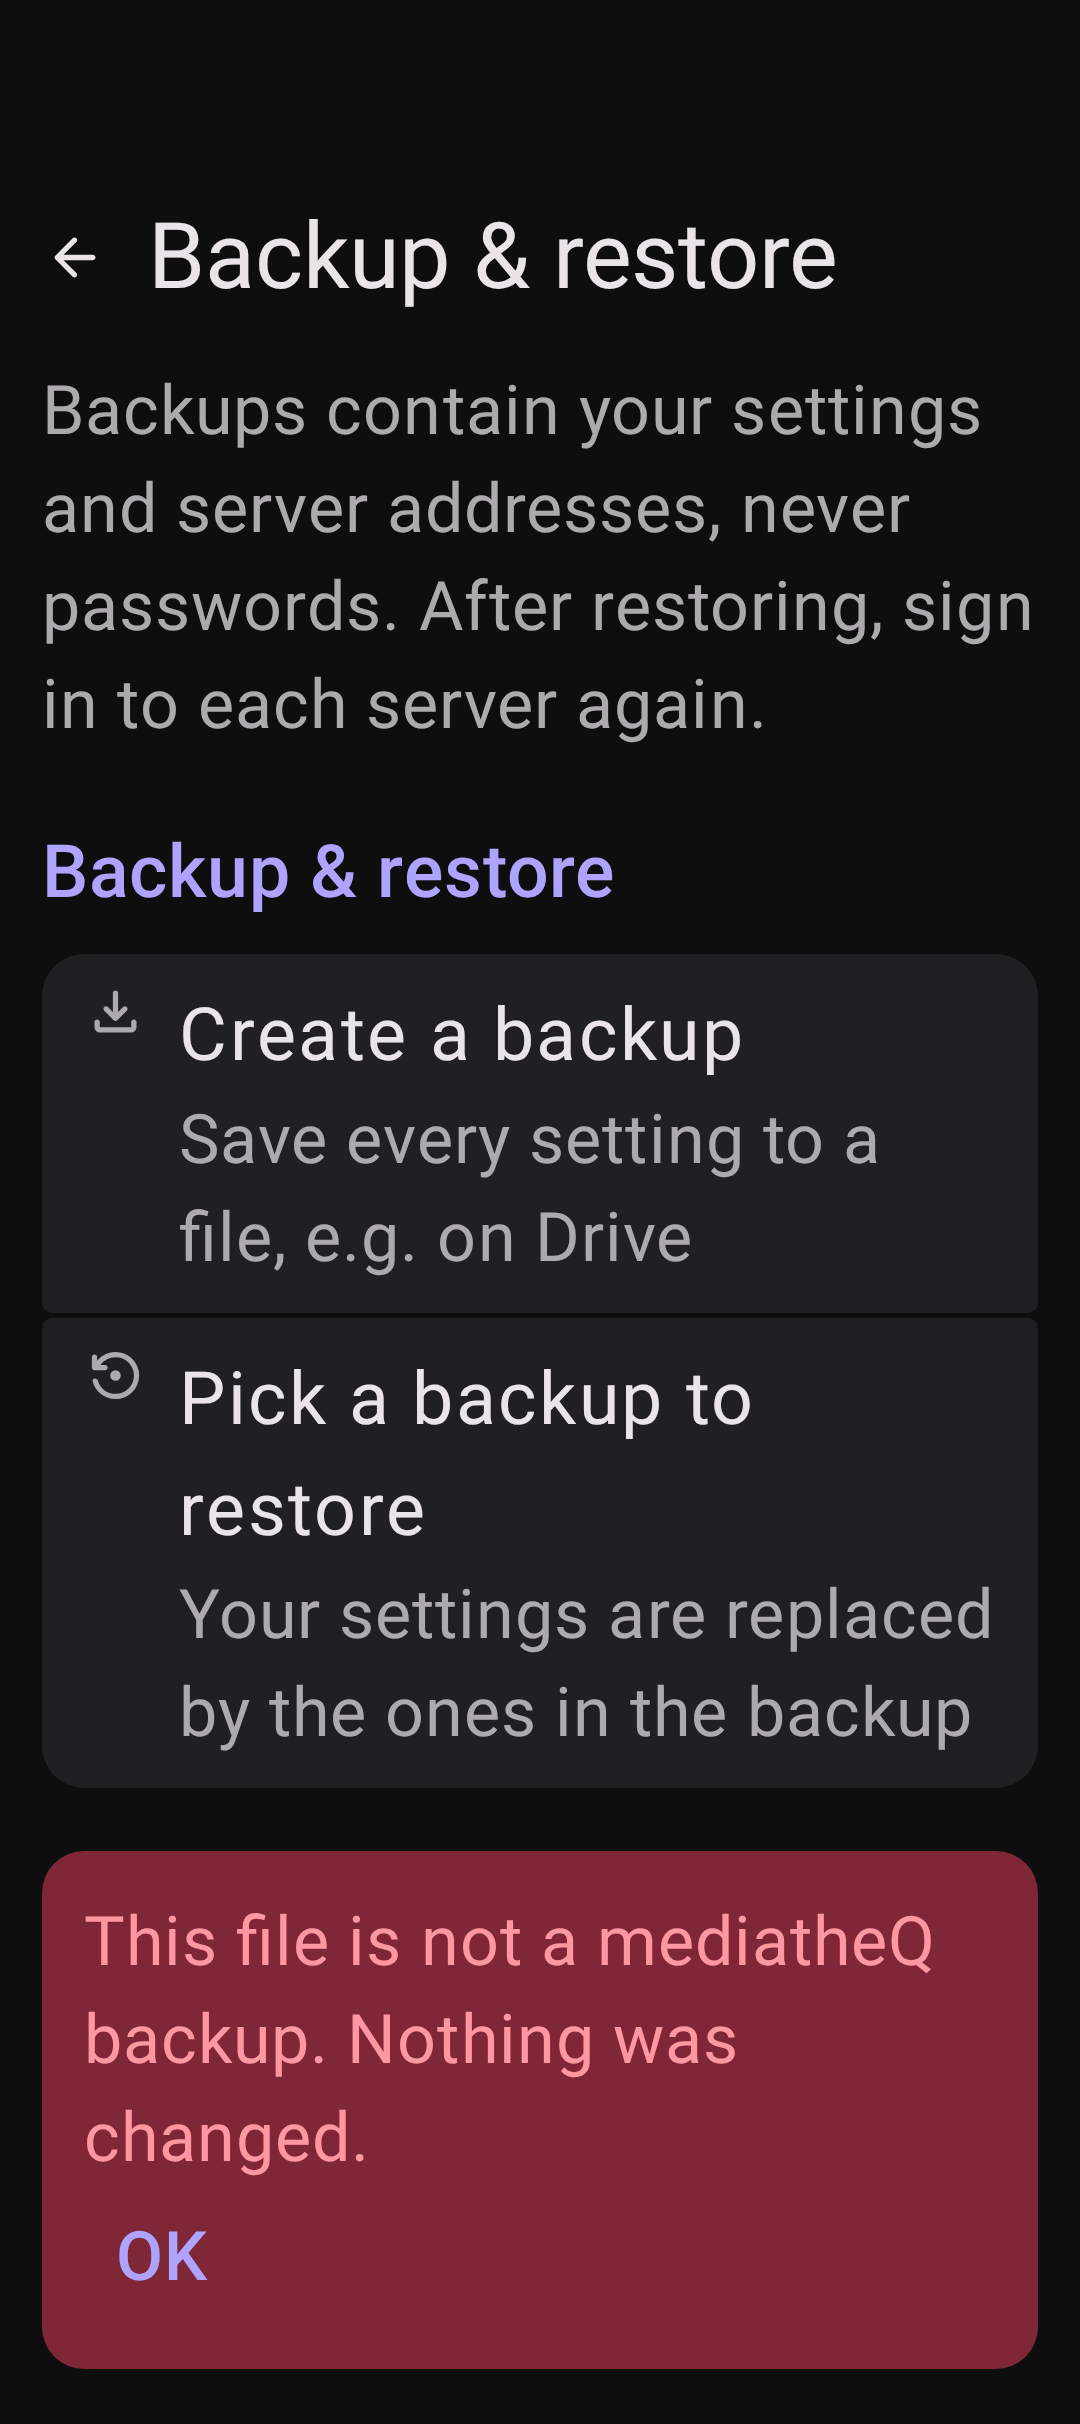 Backup & restore
Backups contain your settings
and server addresses, never
passwords. After restoring, sign
in to each server again.
Backup & restore
Create a backup
Save every setting to a
file, e.g. on Drive
Pick a backup to
restore
Your settings are replaced
by the ones in the backup
This file is not a mediatheQ
backup. Nothing was
changed.
OK